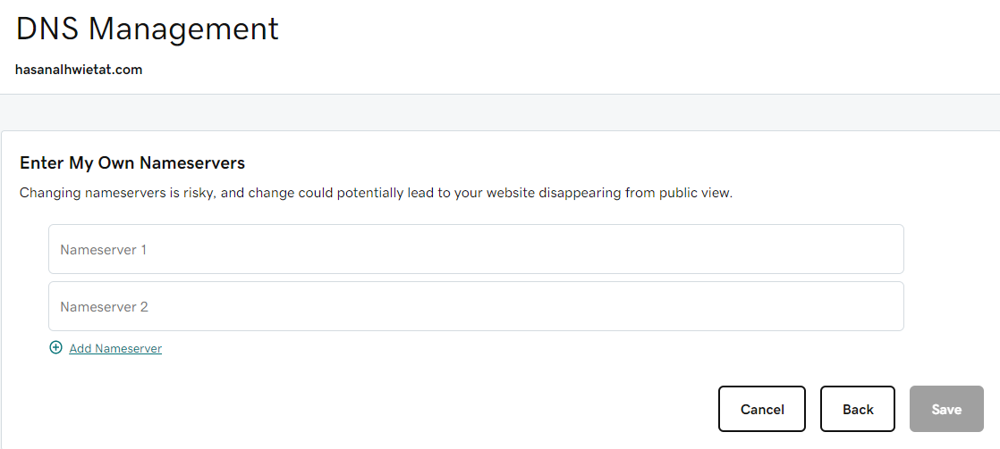 DNS Management
hasanalhwietat.com
Enter My Own Nameservers
Changing nameservers is risky, and change could potentially lead to your website disappearing from public view.
Nameserver 1
Nameserver 2
Add Nameserver
Cancel Back Save